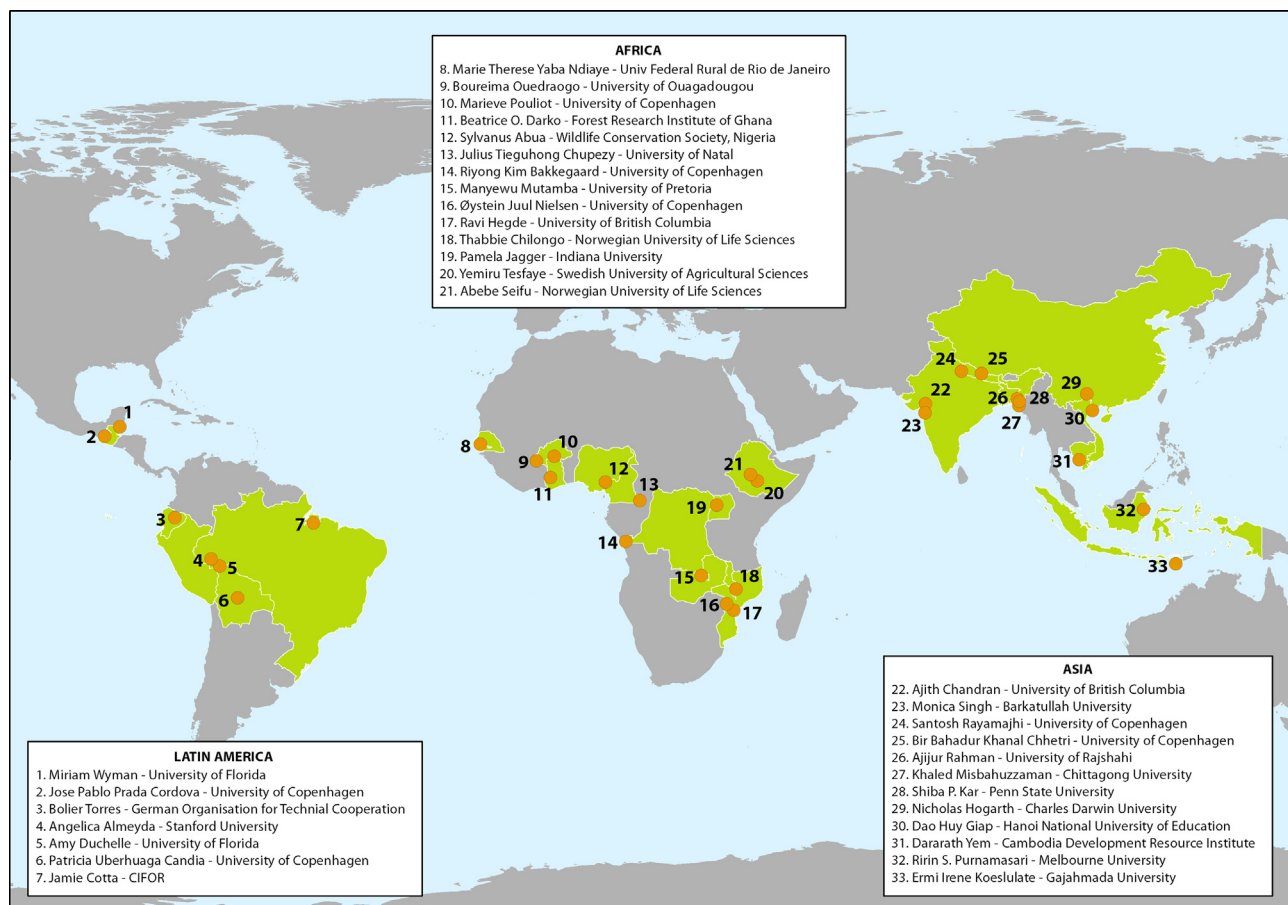 AFRICA
8. Marie Therese Yaba Ndiaye - Univ Federal Rural de Rio de Janeiro
9. Boureima Ouedraogo - University of Ouagadougou
10. Marieve Pouliot - University of Copenhagen
11. Beatrice O. Darko - Forest Research Institute of Ghana
12. Sylvanus Abua - Wildlife Conservation Society, Nigeria
13. Julius Tieguhong Chupezy - University of Natal
14. Riyong Kim Bakkegaard - University of Copenhagen
15. Manyewu Mutamba - University of Pretoria
16. Øystein Juul Nielsen - University of Copenhagen
17. Ravi Hegde - University of British Columbia
18. Thabbie Chilongo - Norwegian University of Life Sciences
19. Pamela Jagger - Indiana University
20. Yemiru Tesfaye - Swedish University of Agricultural Sciences
21. Abebe Seifu - Norwegian University of Life Sciences
1
2
3
4
5
6
7
8
9
10
11
12
13
14
15
16
17
18
19
20
21
22
23
24
25
26
27
28
29
30
31
32
33
LATIN AMERICA
1. Miriam Wyman - University of Florida
2. Jose Pablo Prada Cordova - University of Copenhagen
3. Bolier Torres - German Organisation for Technial Cooperation
4. Angelica Almeyda - Stanford University
5. Amy Duchelle - University of Florida
6. Patricia Uberhuaga Candia - University of Copenhagen
7. Jamie Cotta - CIFOR
ASIA
22. Ajith Chandran - University of British Columbia
23. Monica Singh - Barkatullah University
24. Santosh Rayamajhi - University of Copenhagen
25. Bir Bahadur Khanal Chhetri - University of Copenhagen
26. Ajijur Rahman - University of Rajshahi
27. Khaled Misbahuzzaman - Chittagong University
28. Shiba P. Kar - Penn State University
29. Nicholas Hogarth - Charles Darwin University
30. Dao Huy Giap - Hanoi National University of Education
31. Dararath Yem - Cambodia Development Resource Institute
32. Ririn S. Purnamasari - Melbourne University
33. Ermi Irene Koeslulate - Gajahmada University